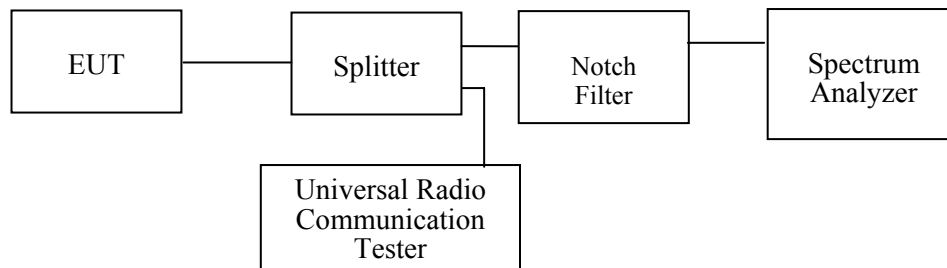 EUT
Splitter
Notch
Filter
Spectrum
Analyzer
Universal Radio
Communication
Tester